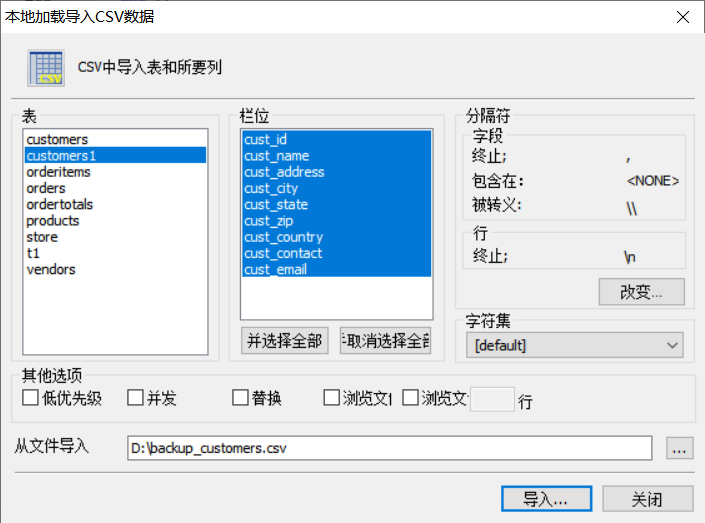 本地加载导入CSV数据
CSV中导入表和所要列
表
customers
customers1
orderitems
orders
ordertotals
products
store
t1
vendors
栏位
cust_id
cust_name
cust_address
cust_city
cust_state
cust_zip
cust_country
cust_contact
cust_email
并选择全部
取消选择全部
分隔符
字段
终止; ,
包含在: <NONE>
被转义: \\
行
终止; \n
改变...
字符集
[default]
其他选项
低优先级 并发 替换 浏览文 浏览文 行
从文件导入 D:\backup_customers.csv ...
导入... 关闭